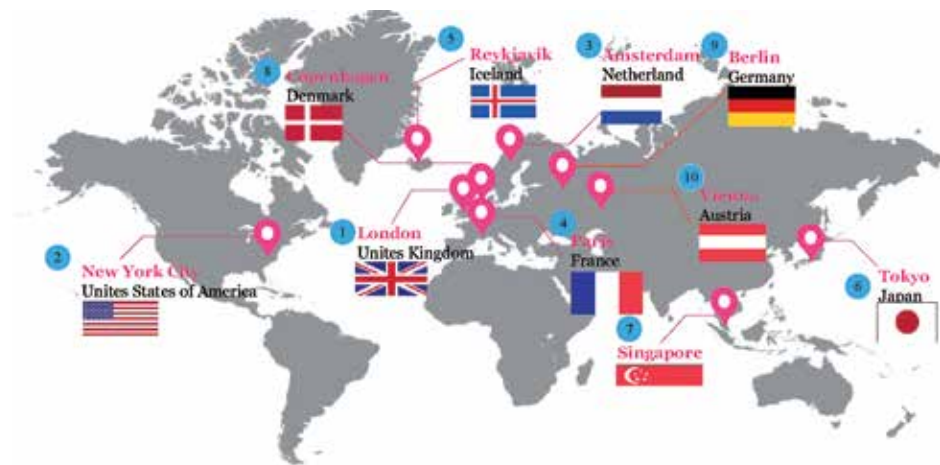 5
Reykjavik
Iceland
3
Amsterdam
Netherland
9
Berlin
Germany
8
Copenhagen
Denmark
10
Vienna
Austria
1
London
Unites Kingdom
4
Paris
France
2
New York City
Unites States of America
6
Tokyo
Japan
7
Singapore